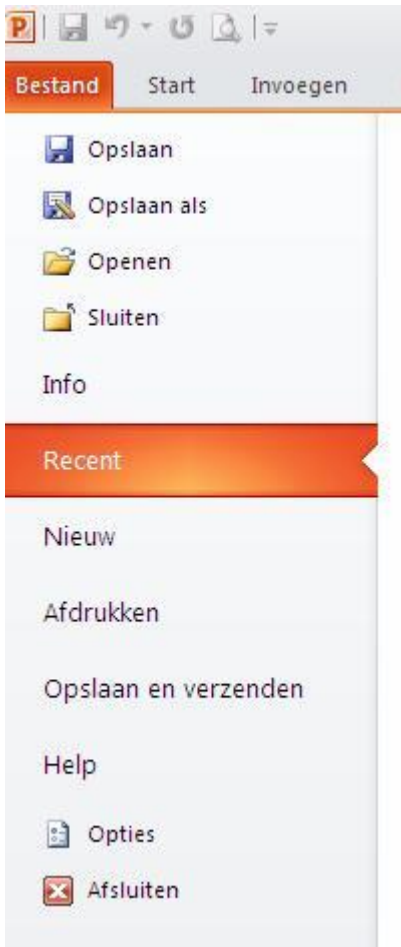 P
Bestand Start Invoegen
Opslaan
Opslaan als
Openen
Sluiten
Info
Recent
Nieuw
Afdrukken
Opslaan en verzenden
Help
Opties
Afsluiten